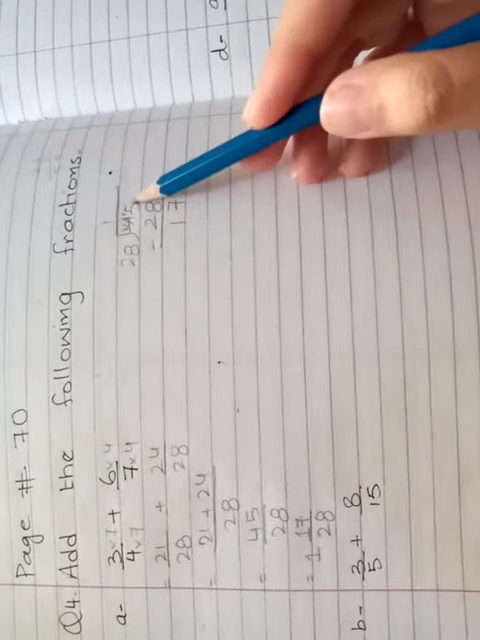 Page # 70
Q4. Add the following fractions.
a- 3×7/4×7 + 6×4/7×4
= 21/28 + 24/28
= 21+24/28
= 45/28
= 1 17/28
28)45
1
- 28
17
b- 3/5 + 8/15
d-